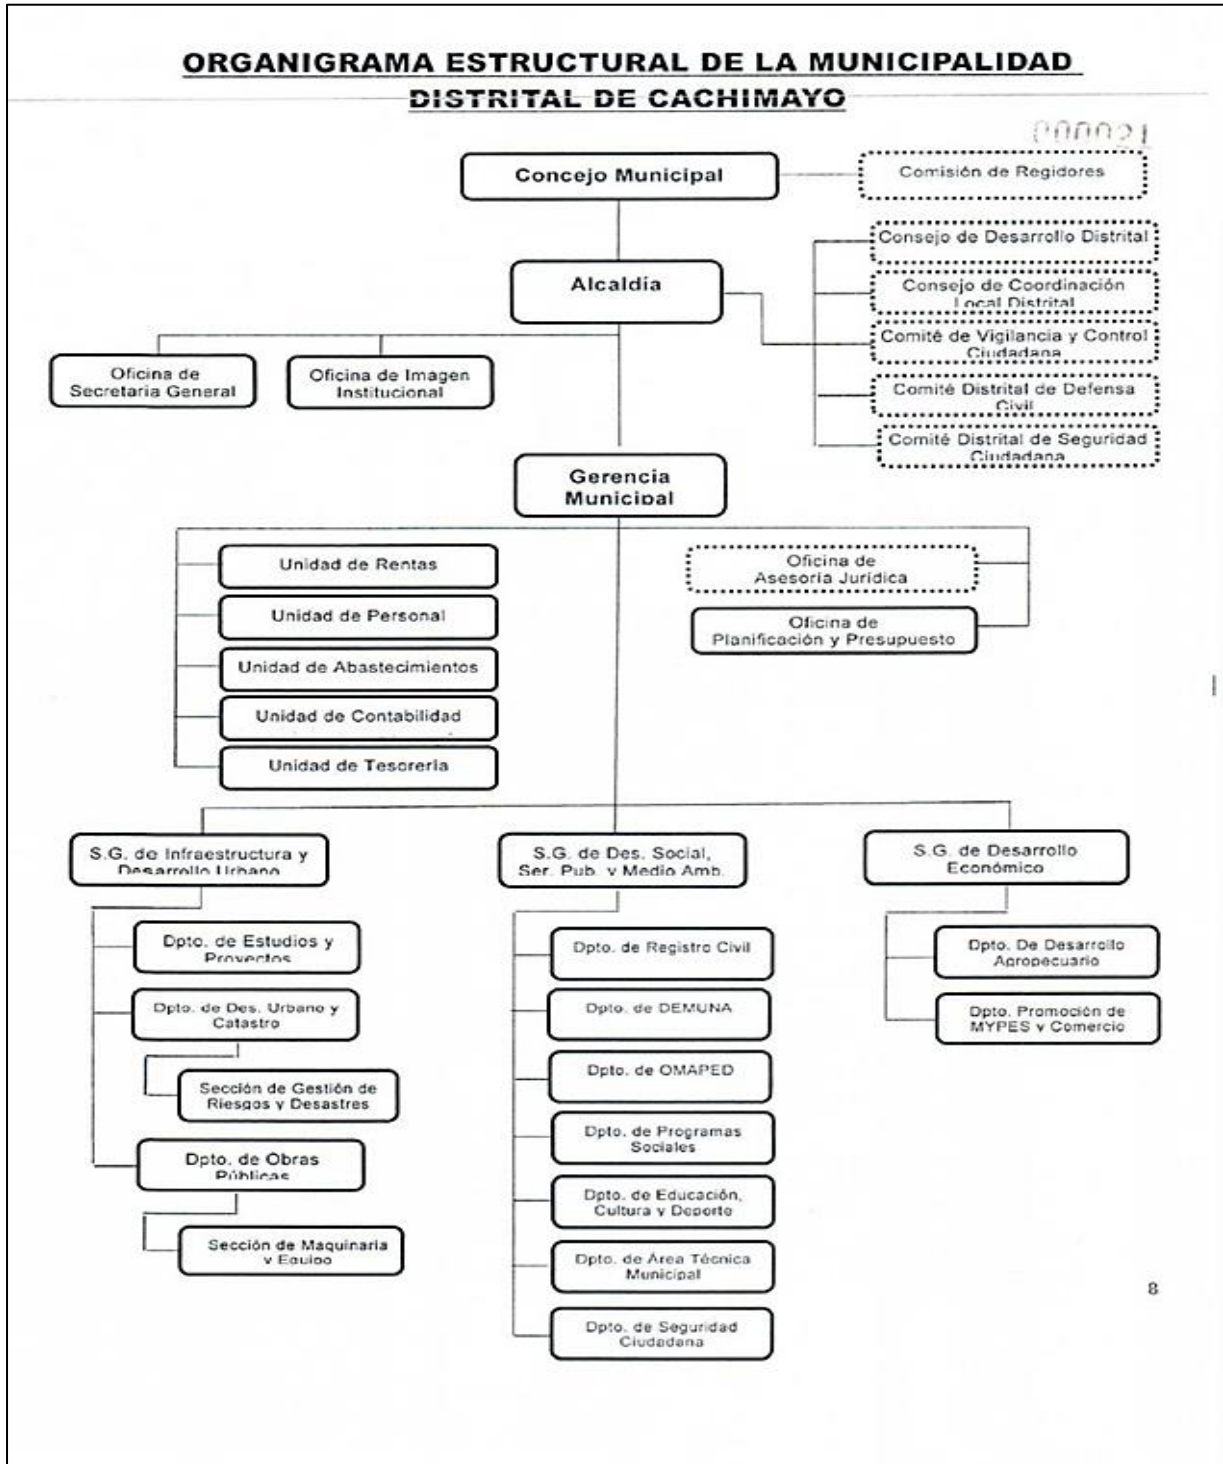 ORGANIGRAMA ESTRUCTURAL DE LA MUNICIPALIDAD
DISTRITAL DE CACHIMAYO
000021
Concejo Municipal
Comisión de Regidores
Consejo de Desarrollo Distrital
Alcaldía
Consejo de Coordinación
Local Distrital
Comité de Vigilancia y Control
Ciudadana
Oficina de
Secretaria General
Oficina de Imagen
Institucional
Comité Distrital de Defensa
Civil
Comité Distrital de Seguridad
Ciudadana
Gerencia
Municipal
Unidad de Rentas
Unidad de Personal
Unidad de Abastecimientos
Unidad de Contabilidad
Unidad de Tesorería
Oficina de
Asesoría Jurídica
Oficina de
Planificación y Presupuesto
S.G. de Infraestructura y
Desarrollo Urbano
Dpto. de Estudios y
Proyectos
Dpto. de Des. Urbano y
Catastro
Sección de Gestión de
Riesgos y Desastres
Dpto. de Obras
Públicas
Sección de Maquinaria
y Equipo
S.G. de Des. Social,
Ser. Pub. y Medio Amb.
Dpto. de Registro Civil
Dpto. de DEMUNA
Dpto. de OMAPED
Dpto. de Programas
Sociales
Dpto. de Educación,
Cultura y Deporte
Dpto. de Área Técnica
Municipal
Dpto. de Seguridad
Ciudadana
S.G. de Desarrollo
Económico
Dpto. De Desarrollo
Agropecuario
Dpto. Promoción de
MYPES y Comercio
8